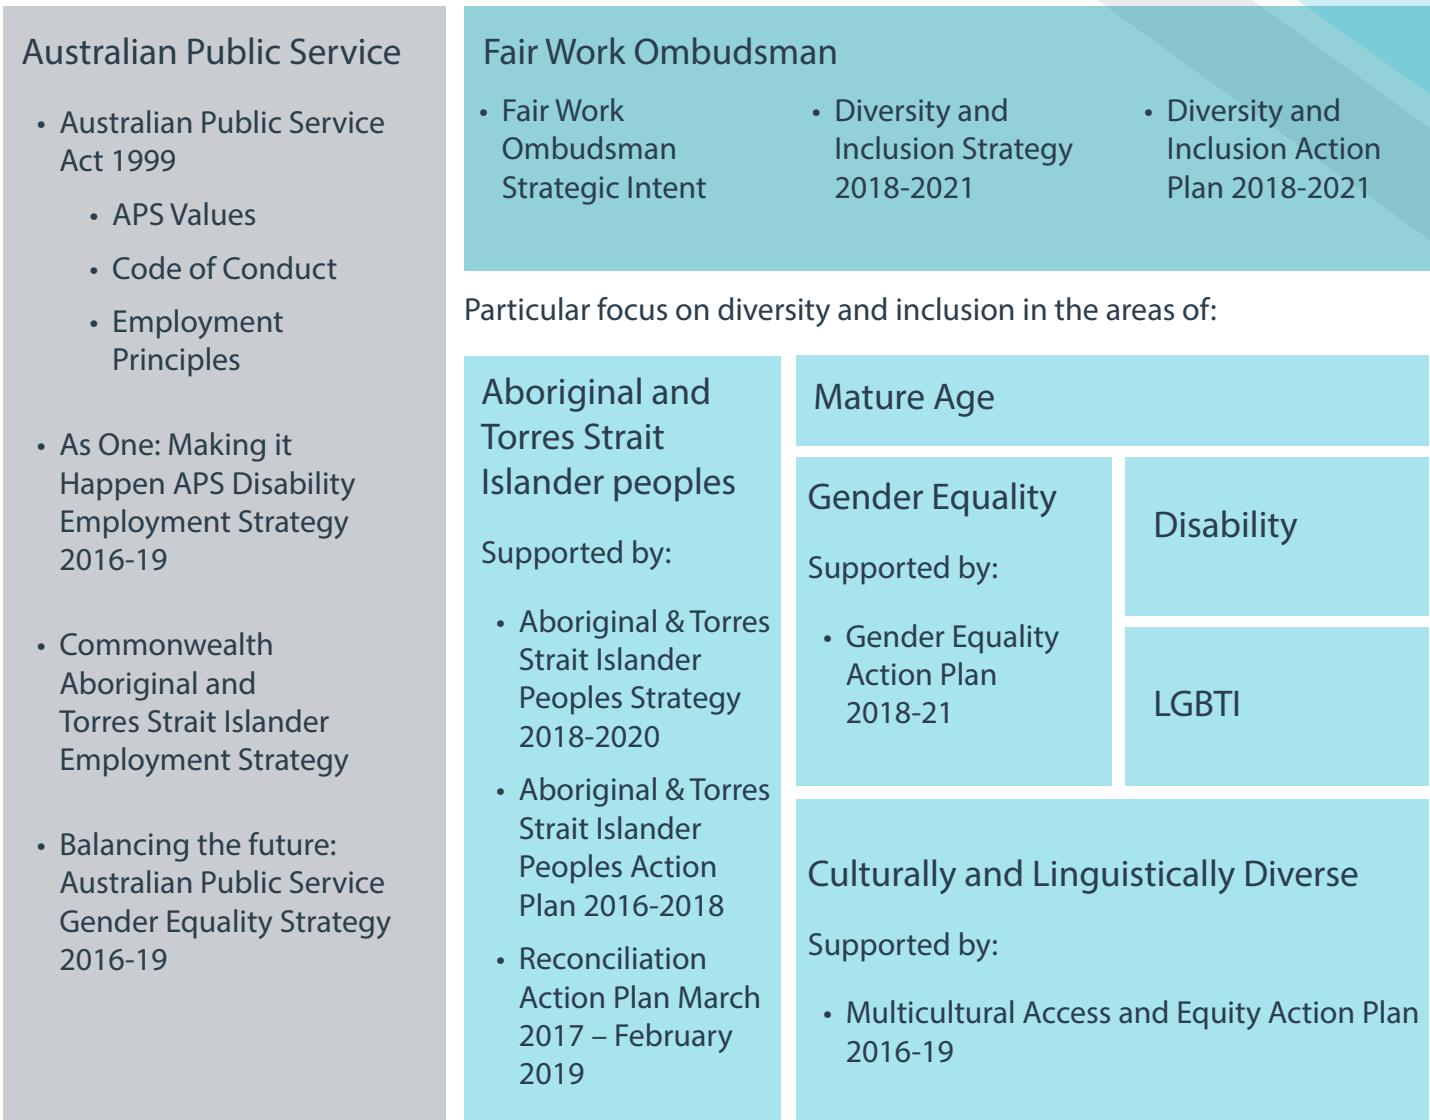 Australian Public Service
• Australian Public Service
Act 1999
• APS Values
• Code of Conduct
• Employment
Principles
• As One: Making it
Happen APS Disability
Employment Strategy
2016-19
• Commonwealth
Aboriginal and
Torres Strait Islander
Employment Strategy
• Balancing the future:
Australian Public Service
Gender Equality Strategy
2016-19
Fair Work Ombudsman
• Fair Work
Ombudsman
Strategic Intent
• Diversity and
Inclusion Strategy
2018-2021
• Diversity and
Inclusion Action
Plan 2018-2021
Particular focus on diversity and inclusion in the areas of:
Aboriginal and
Torres Strait
Islander peoples
Supported by:
• Aboriginal & Torres
Strait Islander
Peoples Strategy
2018-2020
• Aboriginal & Torres
Strait Islander
Peoples Action
Plan 2016-2018
• Reconciliation
Action Plan March
2017 – February
2019
Mature Age
Gender Equality
Supported by:
• Gender Equality
Action Plan
2018-21
Disability
LGBTI
Culturally and Linguistically Diverse
Supported by:
• Multicultural Access and Equity Action Plan
2016-19